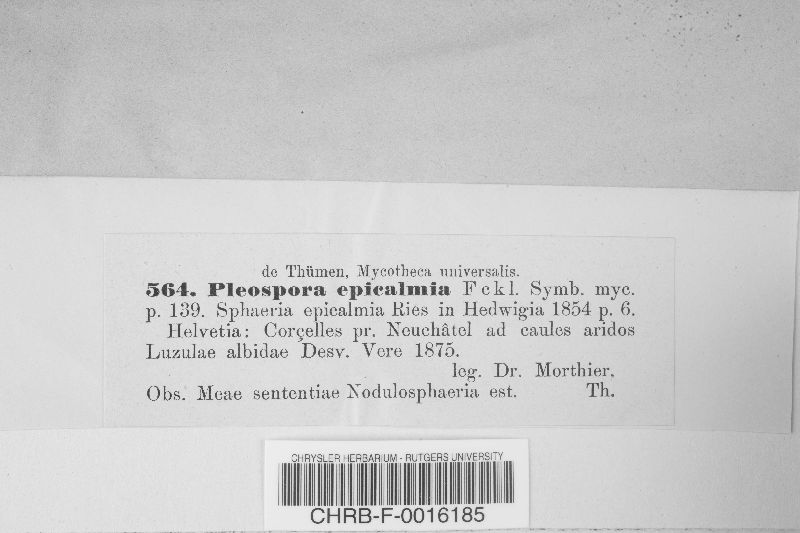 de Thümen, Mycotheca universalis.
564. Pleospora epicalmia Fckl. Symb. myc.
p. 139. Sphaeria epicalmia Ries in Hedwigia 1854 p. 6.
Helvetia: Corçelles pr. Neuchâtel ad caules aridos
Luzulae albidae Desv. Vere 1875.
leg. Dr. Morthier.
Obs. Meae sententiae Nodulosphaeria est. Th.
CHRYSLER HERBARIUM - RUTGERS UNIVERSITY
CHRB-F-0016185